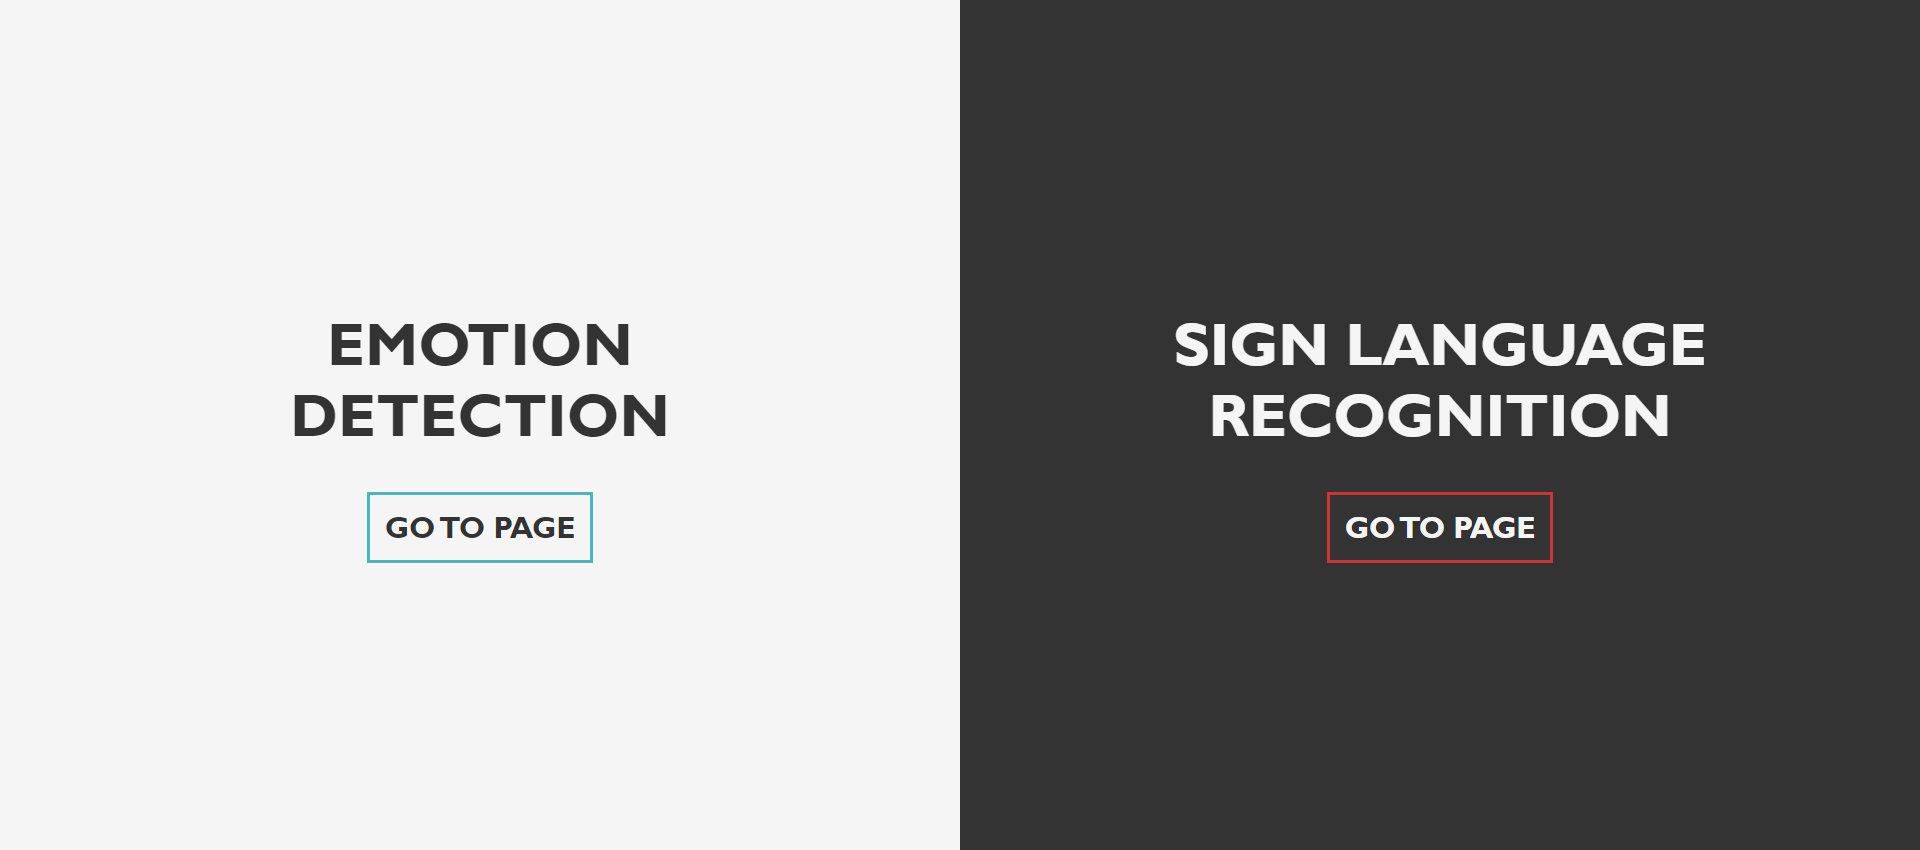 EMOTION
DETECTION
GO TO PAGE
SIGN LANGUAGE
RECOGNITION
GO TO PAGE